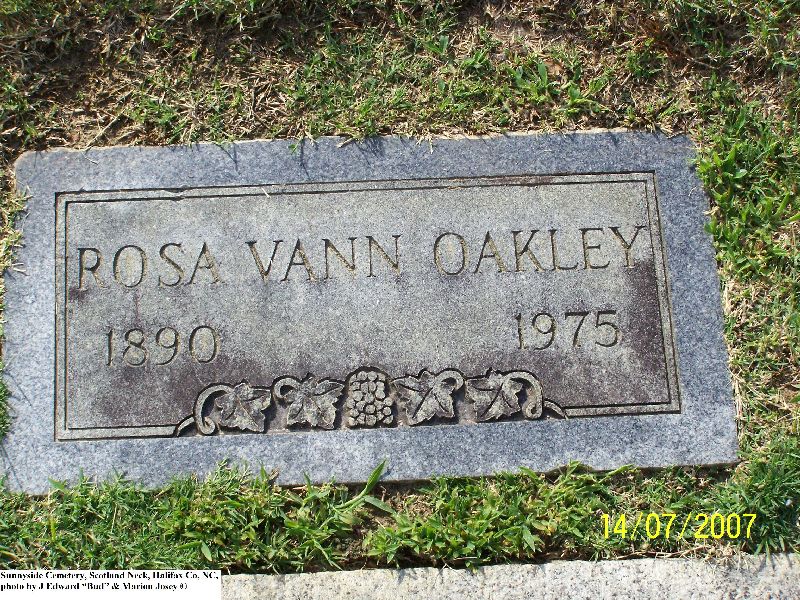 ROSA VANN OAKLEY
1890 1975
14/07/2007
Sunnyside Cemetery, Scotland Neck, Halifax Co, NC,
photo by J Edward "Bud" & Marion Josey ©